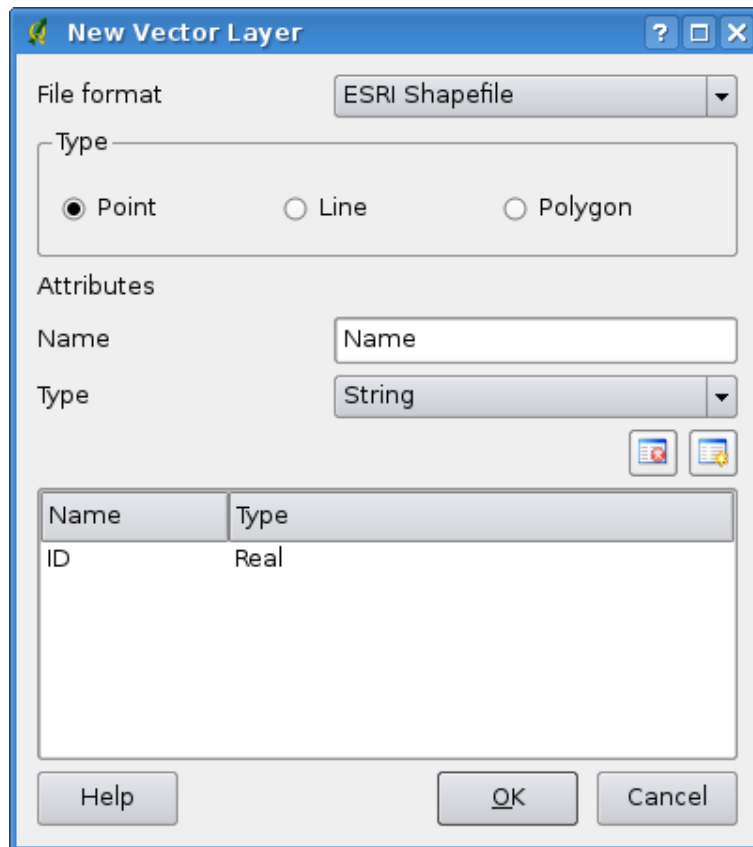 New Vector Layer ?
File format ESRI Shapefile
Type
Point Line Polygon
Attributes
Name Name
Type String
Name Type
ID Real
Help OK Cancel